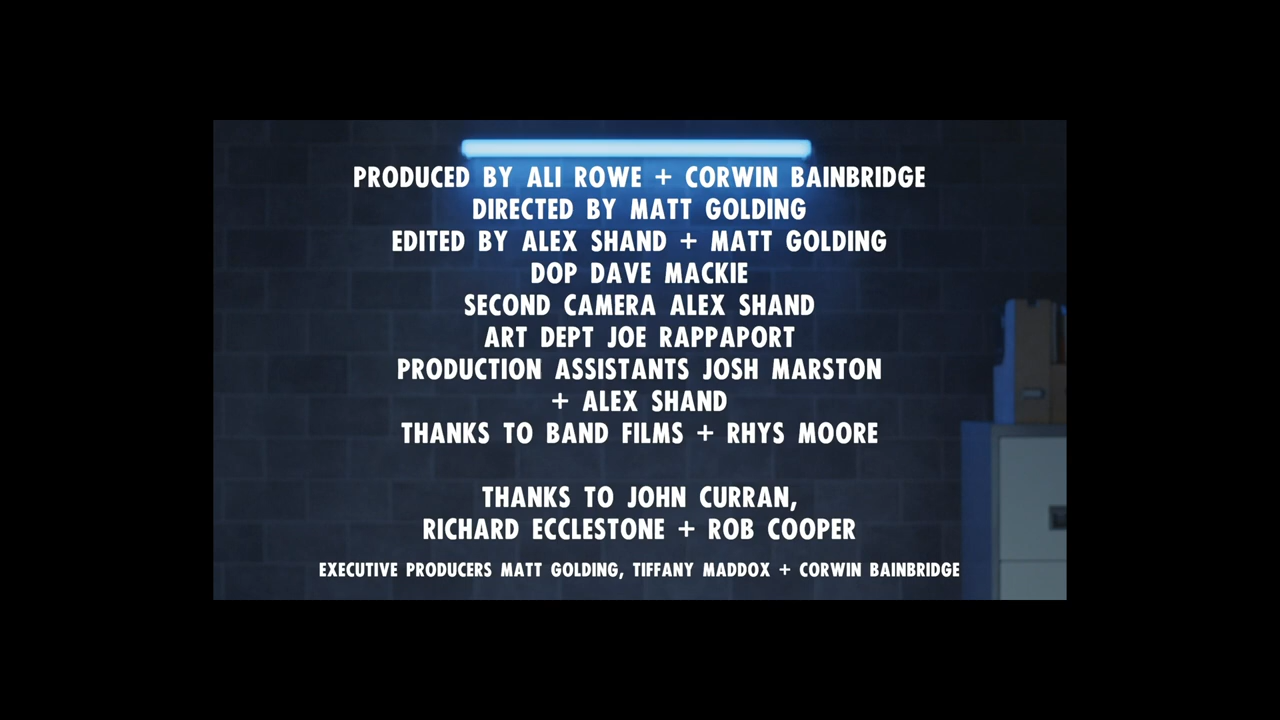 PRODUCED BY ALI ROWE + CORWIN BAINBRIDGE
DIRECTED BY MATT GOLDING
EDITED BY ALEX SHAND + MATT GOLDING
DOP DAVE MACKIE
SECOND CAMERA ALEX SHAND
ART DEPT JOE RAPPAPORT
PRODUCTION ASSISTANTS JOSH MARSTON
+ ALEX SHAND
THANKS TO BAND FILMS + RHYS MOORE
THANKS TO JOHN CURRAN,
RICHARD ECCLESTONE + ROB COOPER
EXECUTIVE PRODUCERS MATT GOLDING, TIFFANY MADDOX + CORWIN BAINBRIDGE